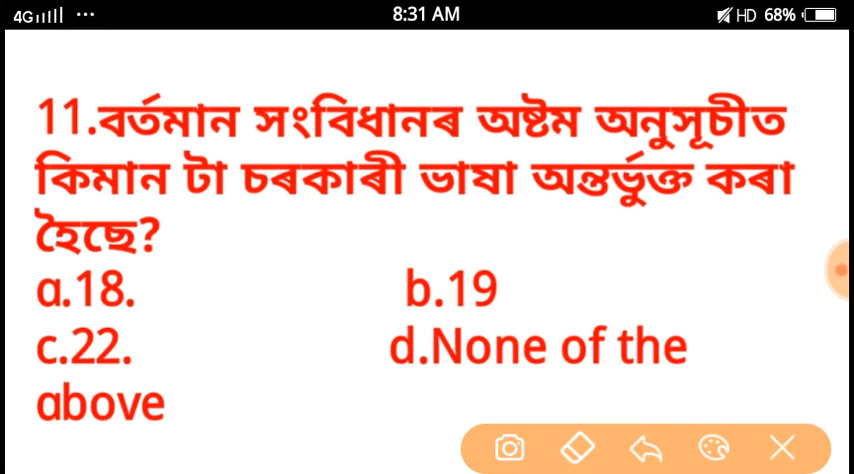 4G ...
8:31 AM
HD 68%
11.বৰ্তমান সংবিধানৰ অষ্টম অনুসূচীত
কিমান টা চৰকাৰী ভাষা অন্তৰ্ভুক্ত কৰা
হৈছে?
a.18. b.19
c.22. d.None of the
above